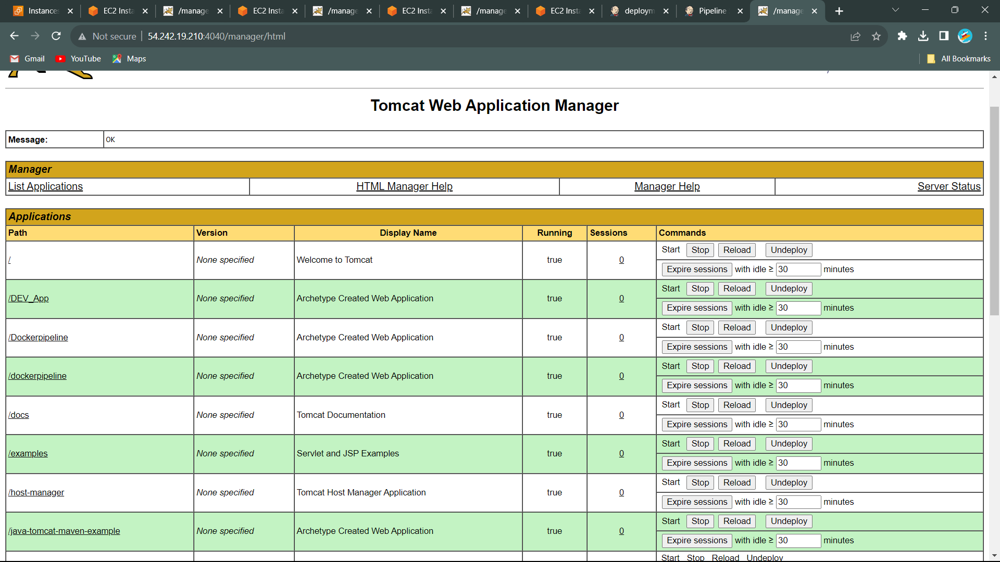 Instances EC2 Insta /manage EC2 Insta /manage EC2 Insta /manage EC2 Insta deploym Pipeline /manage
Not secure 54.242.19.210:4040/manager/html
Gmail YouTube Maps All Bookmarks
Tomcat Web Application Manager
Message: OK
Manager
List Applications HTML Manager Help Manager Help Server Status
Applications
Path Version Display Name Running Sessions Commands
/ None specified Welcome to Tomcat true 0 Start Stop Reload Undeploy
Expire sessions with idle ≥ 30 minutes
/DEV_App None specified Archetype Created Web Application true 0 Start Stop Reload Undeploy
Expire sessions with idle ≥ 30 minutes
/Dockerpipeline None specified Archetype Created Web Application true 0 Start Stop Reload Undeploy
Expire sessions with idle ≥ 30 minutes
/dockerpipeline None specified Archetype Created Web Application true 0 Start Stop Reload Undeploy
Expire sessions with idle ≥ 30 minutes
/docs None specified Tomcat Documentation true 0 Start Stop Reload Undeploy
Expire sessions with idle ≥ 30 minutes
/examples None specified Servlet and JSP Examples true 0 Start Stop Reload Undeploy
Expire sessions with idle ≥ 30 minutes
/host-manager None specified Tomcat Host Manager Application true 0 Start Stop Reload Undeploy
Expire sessions with idle ≥ 30 minutes
/java-tomcat-maven-example None specified Archetype Created Web Application true 0 Start Stop Reload Undeploy
Expire sessions with idle ≥ 30 minutes
Start Stop Reload Undeploy